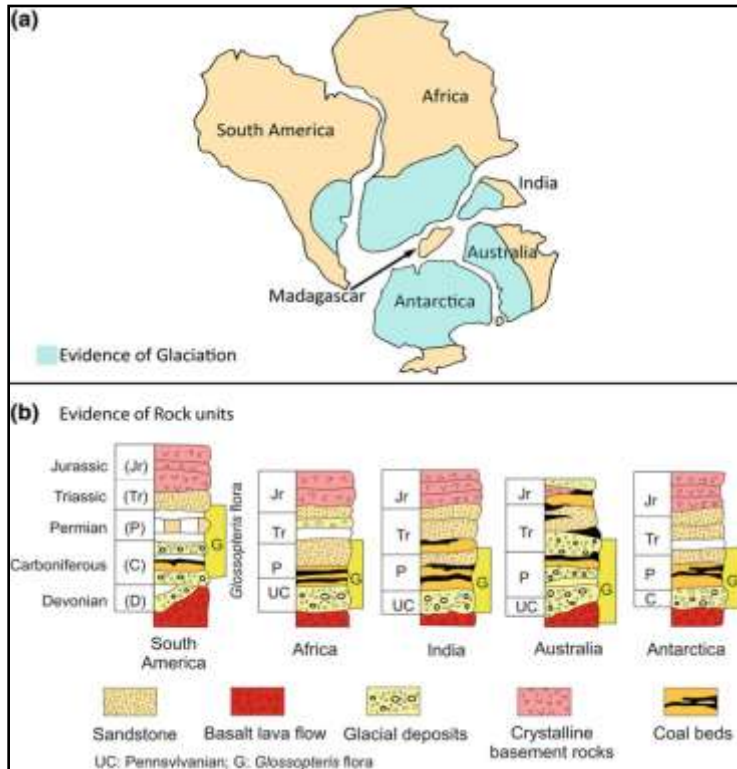 (a)
Africa
South America
India
Australia
Madagascar
Antarctica
Evidence of Glaciation
(b) Evidence of Rock units
Jurassic (Jr)
Triassic (Tr)
Permian (P)
Carboniferous (C)
Devonian (D)
G
Glossopteris flora
Jr
Tr
P
UC
G
Jr
Tr
P
UC
G
Jr
Tr
P
UC
G
Jr
Tr
P
C
G
South
America
Africa
India
Australia
Antarctica
Sandstone
Basalt lava flow
Glacial deposits
Crystalline
basement rocks
Coal beds
UC: Pennsylvanian; G: Glossopteris flora